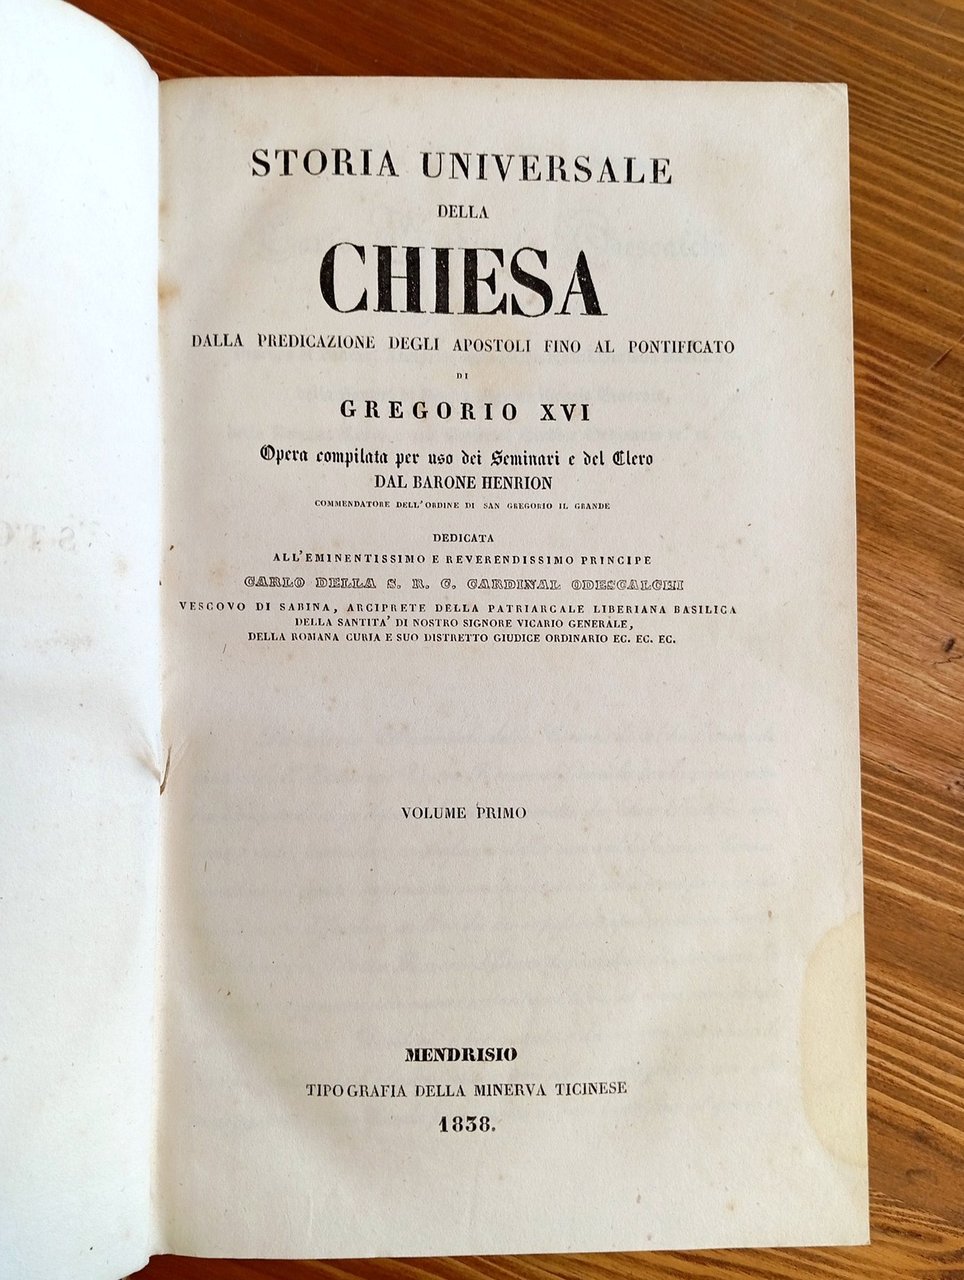 STORIA UNIVERSALE
DELLA
CHIESA
DALLA PREDICAZIONE DEGLI APOSTOLI FINO AL PONTIFICATO
DI
GREGORIO XVI
Opera compilata per uso dei Seminari e del Clero
DAL BARONE HENRION
COMMENDATORE DELL'ORDINE DI SAN GREGORIO IL GRANDE
DEDICATA
ALL'EMINENTISSIMO E REVERENDISSIMO PRINCIPE
CARLO DELLA S. R. C. CARDINAL ODESCALCHI
VESCOVO DI SABINA, ARCIPRETE DELLA PATRIARCALE LIBERIANA BASILICA
DELLA SANTITA' DI NOSTRO SIGNORE VICARIO GENERALE,
DELLA ROMANA CURIA E SUO DISTRETTO GIUDICE ORDINARIO EC. EC. EC.
VOLUME PRIMO
MENDRISIO
TIPOGRAFIA DELLA MINERVA TICINESE
1838.